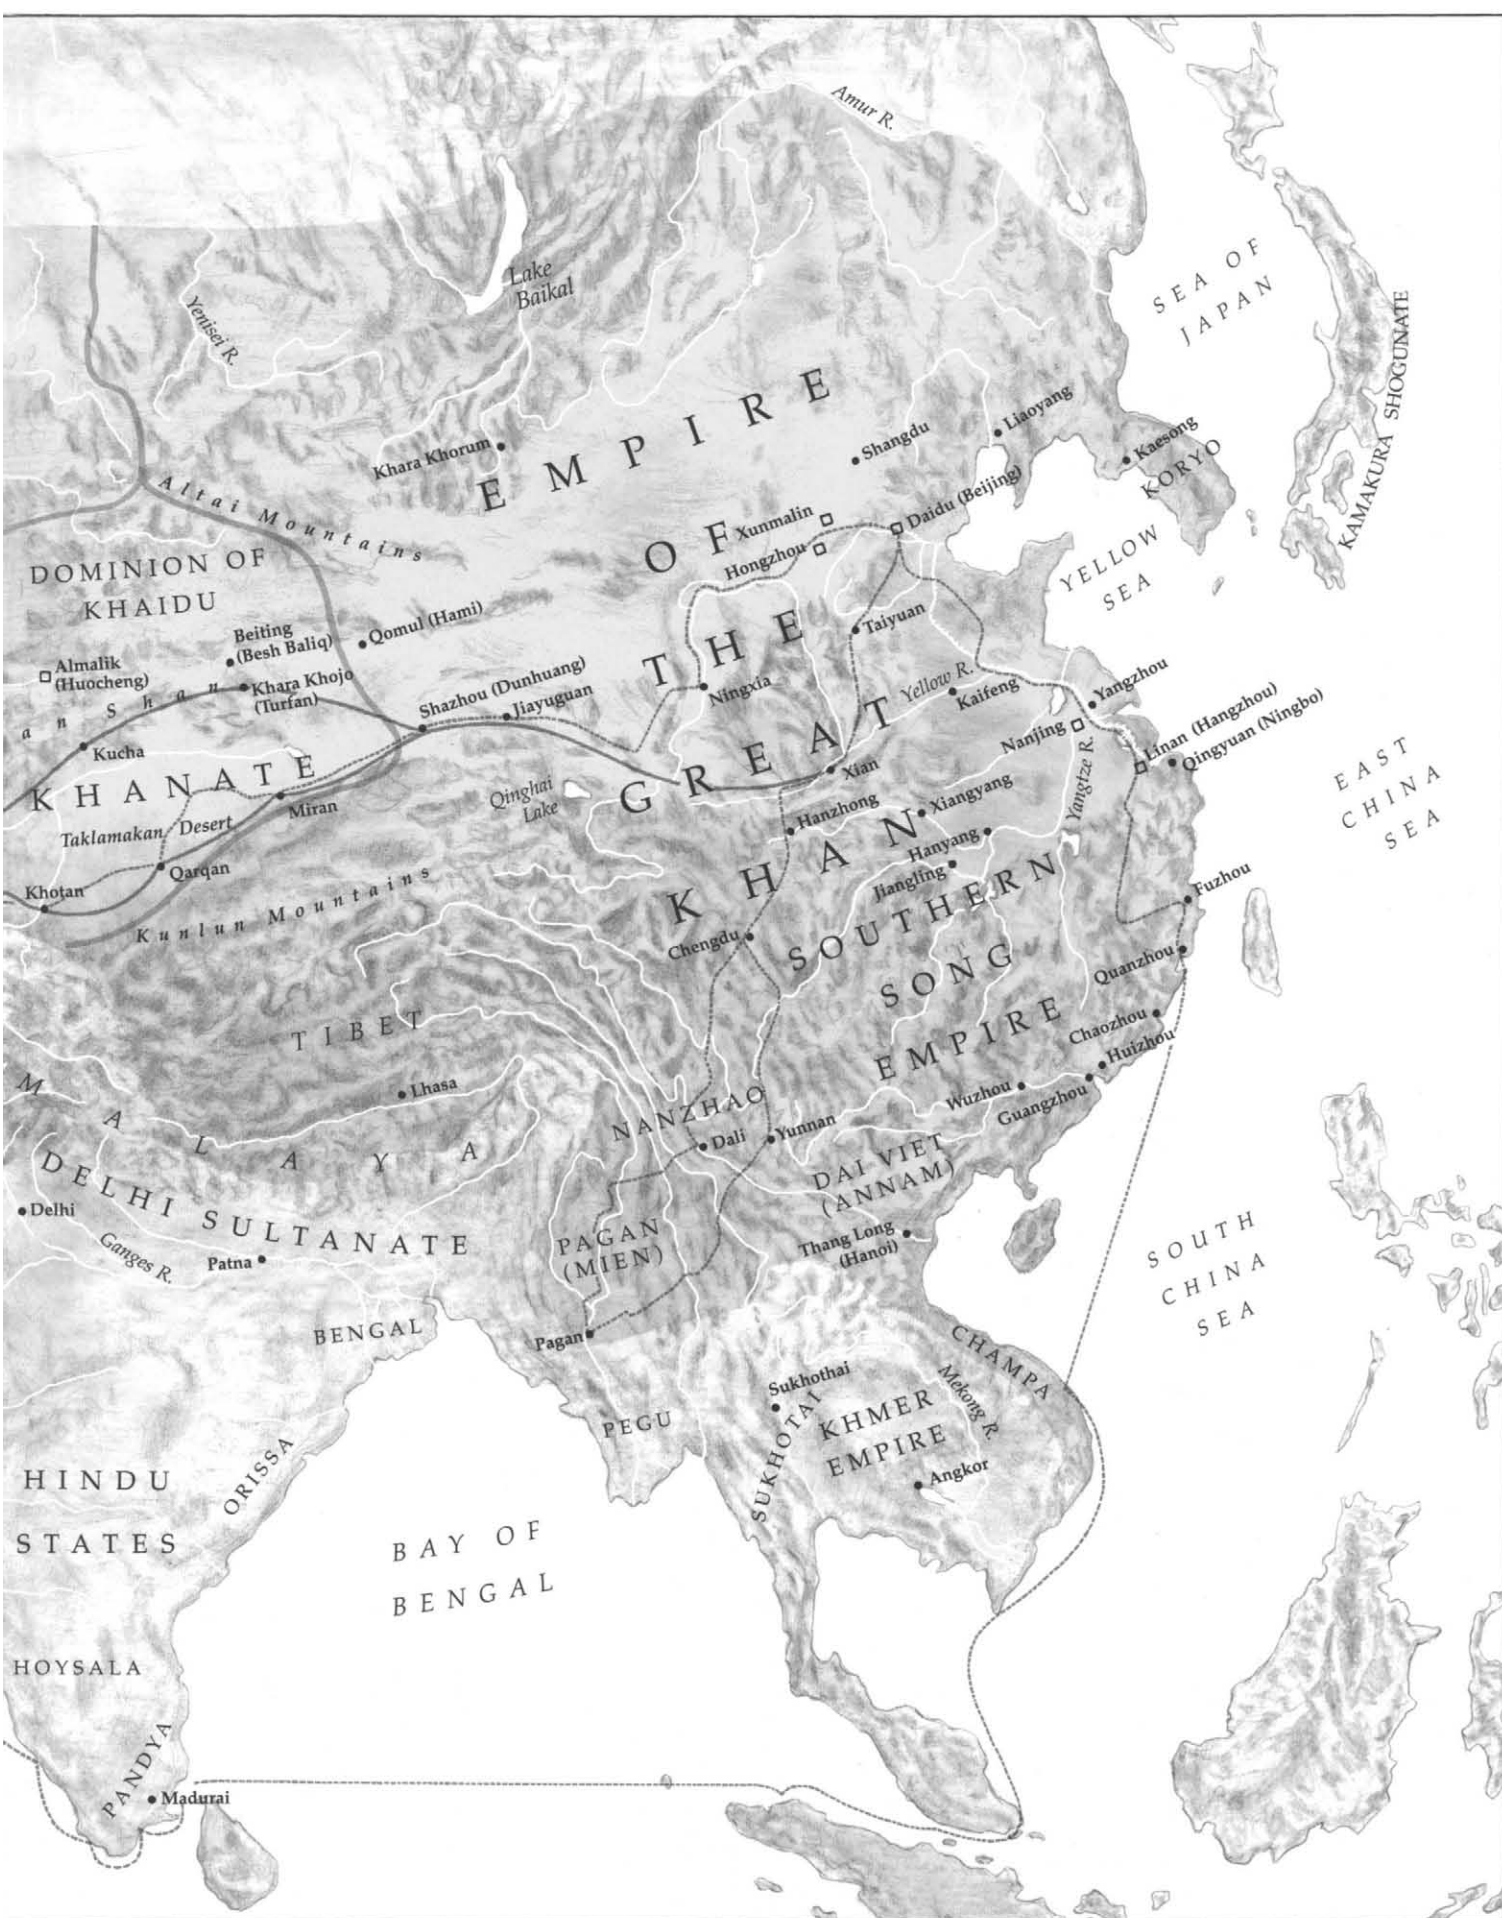 Amur R.
Lake
Baikal
Yenisei R.
SEA OF
JAPAN
KAMAKURA SHOGUNATE
EMPIRE
Khara Khorum
Shangdu
Liaoyang
Kaesong
KORYO
Altai Mountains
OF
Xunmalin
Daidu (Beijing)
Hongzhou
YELLOW
SEA
DOMINION OF
KHAIDU
Beiting
(Besh Baliq)
Qomul (Hami)
THE
Taiyuan
Almalik
(Huocheng)
an Shan
Khara Khojo
(Turfan)
Shazhou (Dunhuang)
Jiayuguan
Ningxia
Yellow R.
Kaifeng
Yangzhou
Nanjing
Linan (Hangzhou)
Qingyuan (Ningbo)
Kucha
KHANATE
GREAT
Xian
Yangtze R.
EAST
CHINA
SEA
Miran
Qinghai
Lake
Taklamakan Desert
Hanzhong
Xiangyang
KHAN
Hanyang
Jiangling
Khotan
Qarqan
Kunlun Mountains
Fuzhou
Chengdu
SOUTHERN
SONG
EMPIRE
Quanzhou
Chaozhou
Huizhou
TIBET
MALAYA
Lhasa
Wuzhou
Guangzhou
NANZHAO
Dali
Yunnan
DAI VIET
(ANNAM)
DELHI SULTANATE
Delhi
Ganges R.
Patna
PAGAN
(MIEN)
Thang Long
(Hanoi)
SOUTH
CHINA
SEA
BENGAL
Pagan
CHAMPA
Sukhothai
Mekong R.
PEGU
SUKHOTAI
KHMER
EMPIRE
Angkor
HINDU
STATES
ORISSA
BAY OF
BENGAL
HOYSALA
PANDYA
Madurai